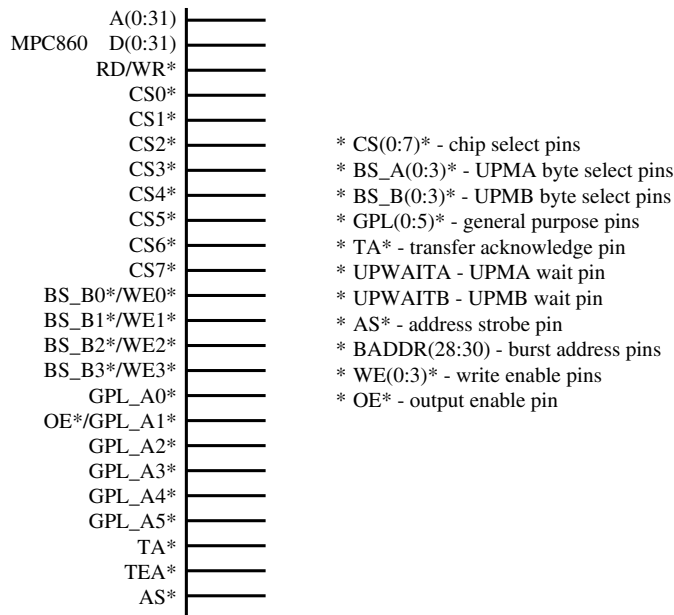 A(0:31)
MPC860 D(0:31)
RD/WR*
CS0*
CS1*
CS2*
CS3*
CS4*
CS5*
CS6*
CS7*
BS_B0*/WE0*
BS_B1*/WE1*
BS_B2*/WE2*
BS_B3*/WE3*
GPL_A0*
OE*/GPL_A1*
GPL_A2*
GPL_A3*
GPL_A4*
GPL_A5*
TA*
TEA*
AS*
* CS(0:7)* - chip select pins
* BS_A(0:3)* - UPMA byte select pins
* BS_B(0:3)* - UPMB byte select pins
* GPL(0:5)* - general purpose pins
* TA* - transfer acknowledge pin
* UPWAITA - UPMA wait pin
* UPWAITB - UPMB wait pin
* AS* - address strobe pin
* BADDR(28:30) - burst address pins
* WE(0:3)* - write enable pins
* OE* - output enable pin